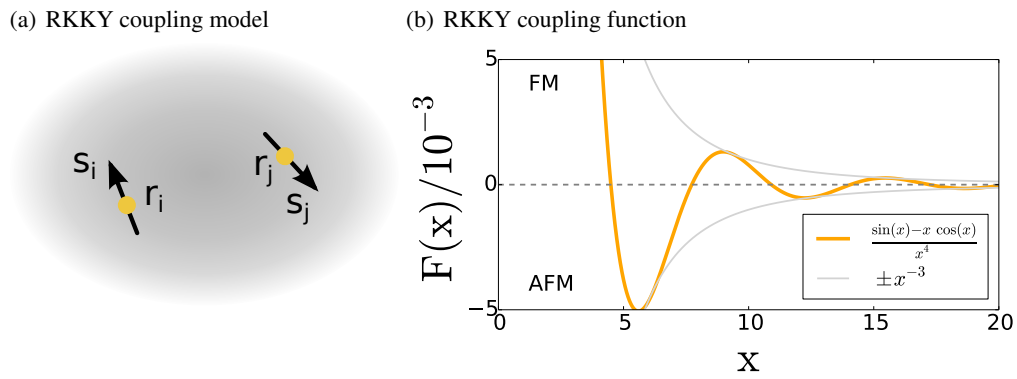 (a) RKKY coupling model
s_i
r_i
r_j
s_j
(b) RKKY coupling function
F(x)/10^{-3}
5
0
−5
FM
AFM
\frac{\sin(x)-x\ \cos(x)}{x^4}
±x^{-3}
0 5 10 15 20
x